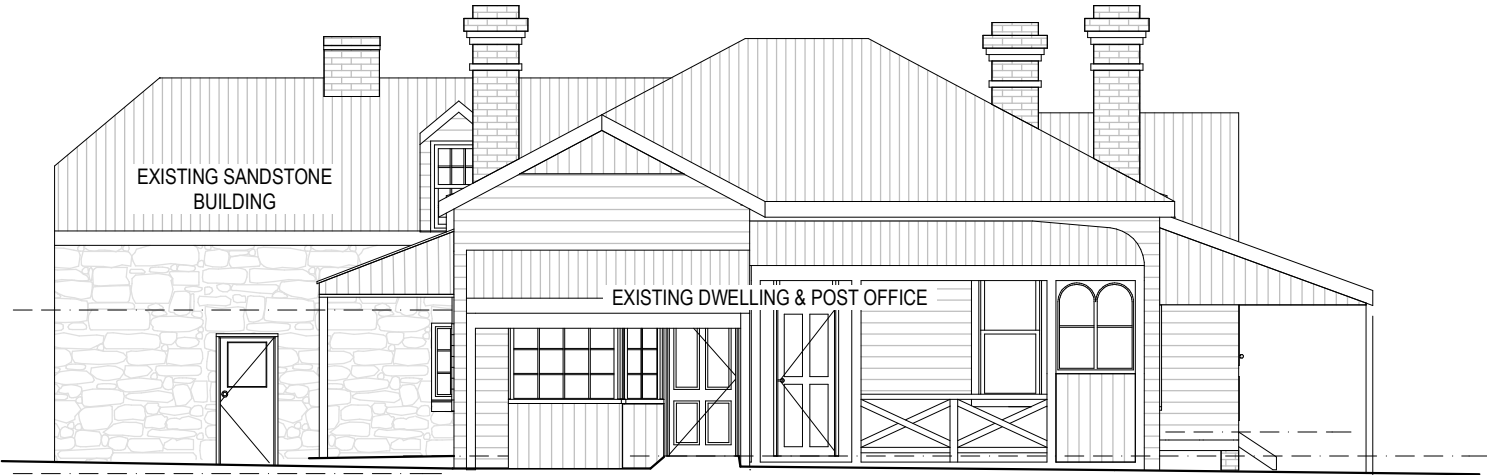 EXISTING SANDSTONE
BUILDING
EXISTING DWELLING & POST OFFICE